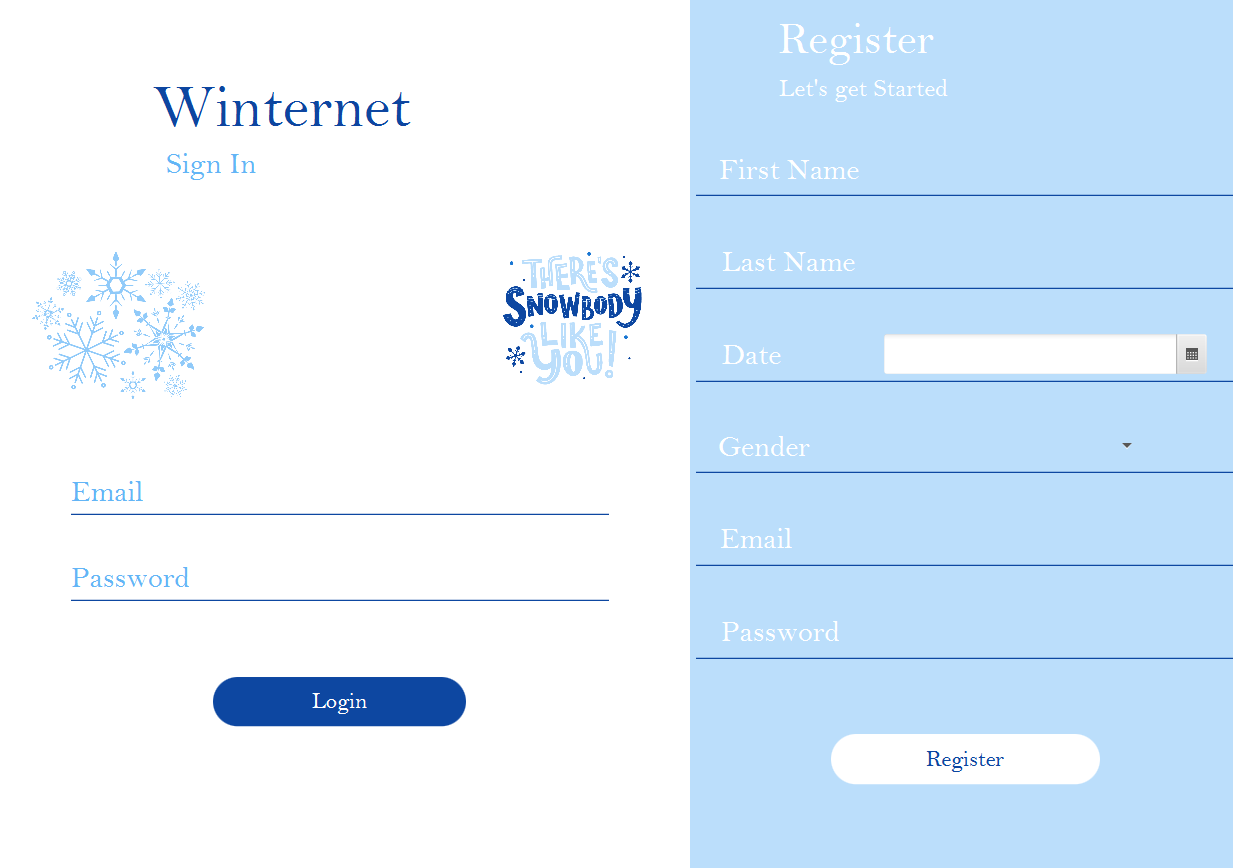 Winternet
Sign In
THERE'S
SNOWBODY
LIKE
YOU!
Email
Password
Login
Register
Let's get Started
First Name
Last Name
Date
Gender
Email
Password
Register